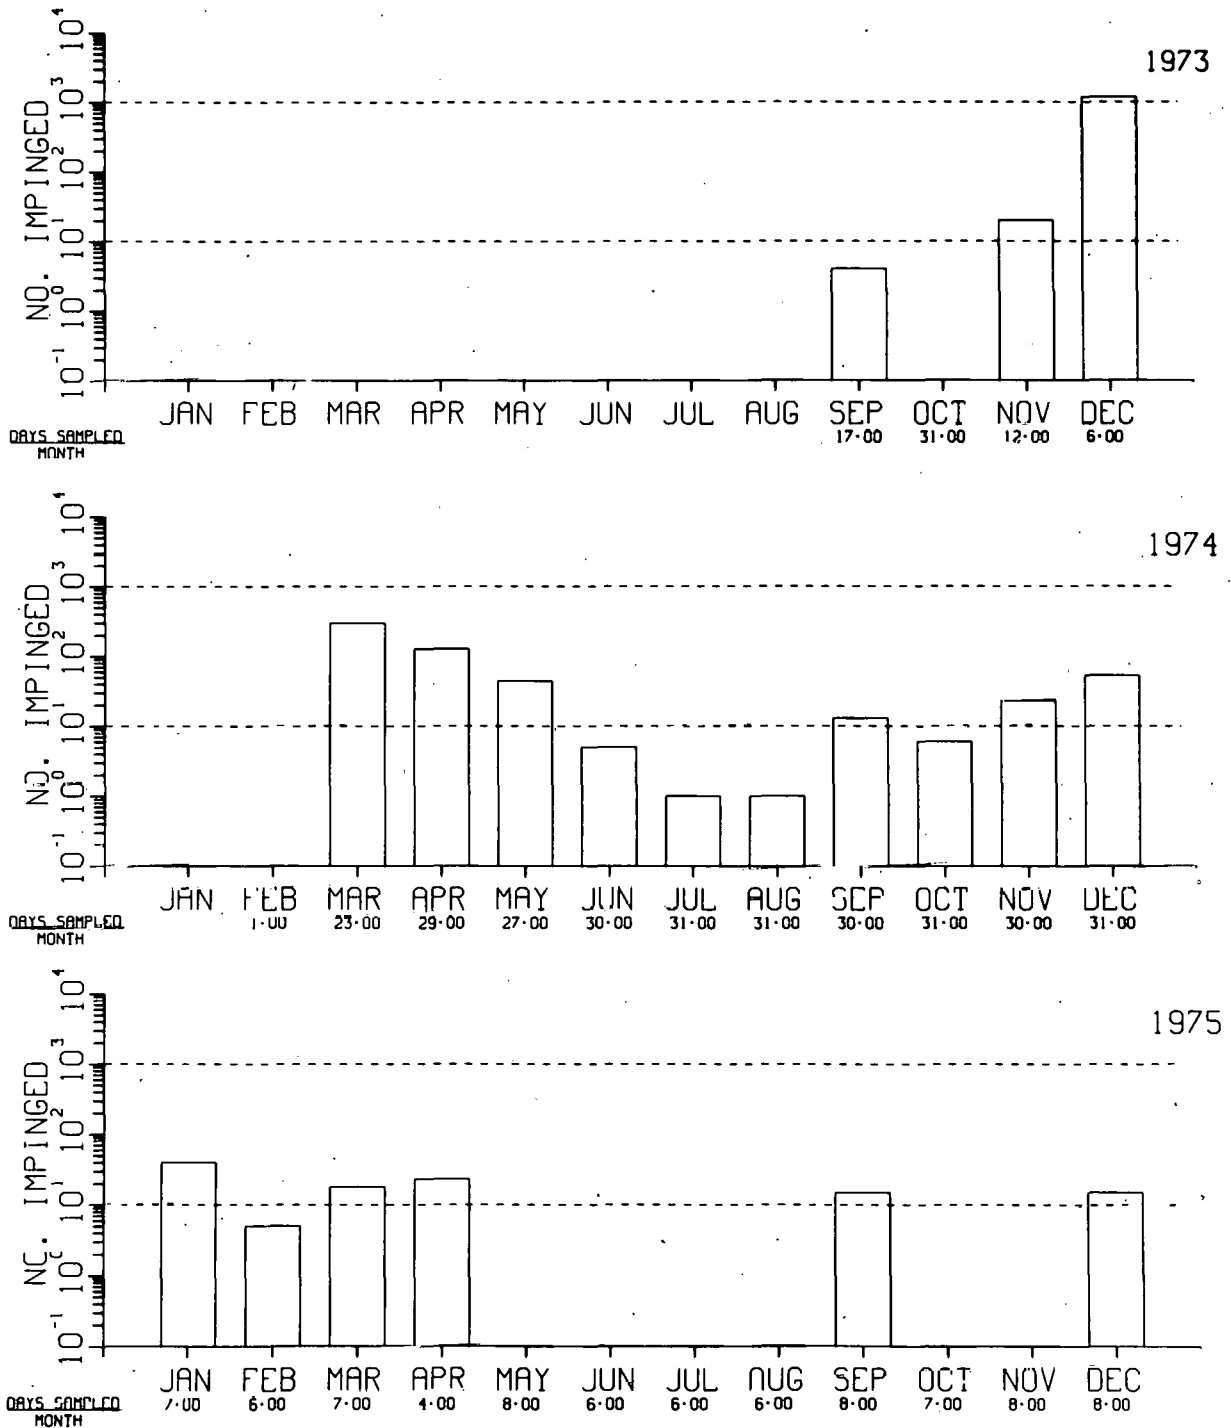 1973
NO. IMPINGED
10^4
10^3
10^2
10^1
10^0
10^-1
JAN FEB MAR APR MAY JUN JUL AUG SEP OCT NOV DEC
DAYS SAMPLED 17.00 31.00 12.00 6.00
MONTH
1974
NO. IMPINGED
10^4
10^3
10^2
10^1
10^0
10^-1
JAN FEB MAR APR MAY JUN JUL AUG SEP OCT NOV DEC
DAYS SAMPLED 1.00 23.00 29.00 27.00 30.00 31.00 31.00 30.00 31.00 30.00 31.00
MONTH
1975
NO. IMPINGED
10^4
10^3
10^2
10^1
10^0
10^-1
JAN FEB MAR APR MAY JUN JUL AUG SEP OCT NOV DEC
DAYS SAMPLED 7.00 6.00 7.00 4.00 8.00 6.00 6.00 6.00 8.00 7.00 8.00 8.00
MONTH